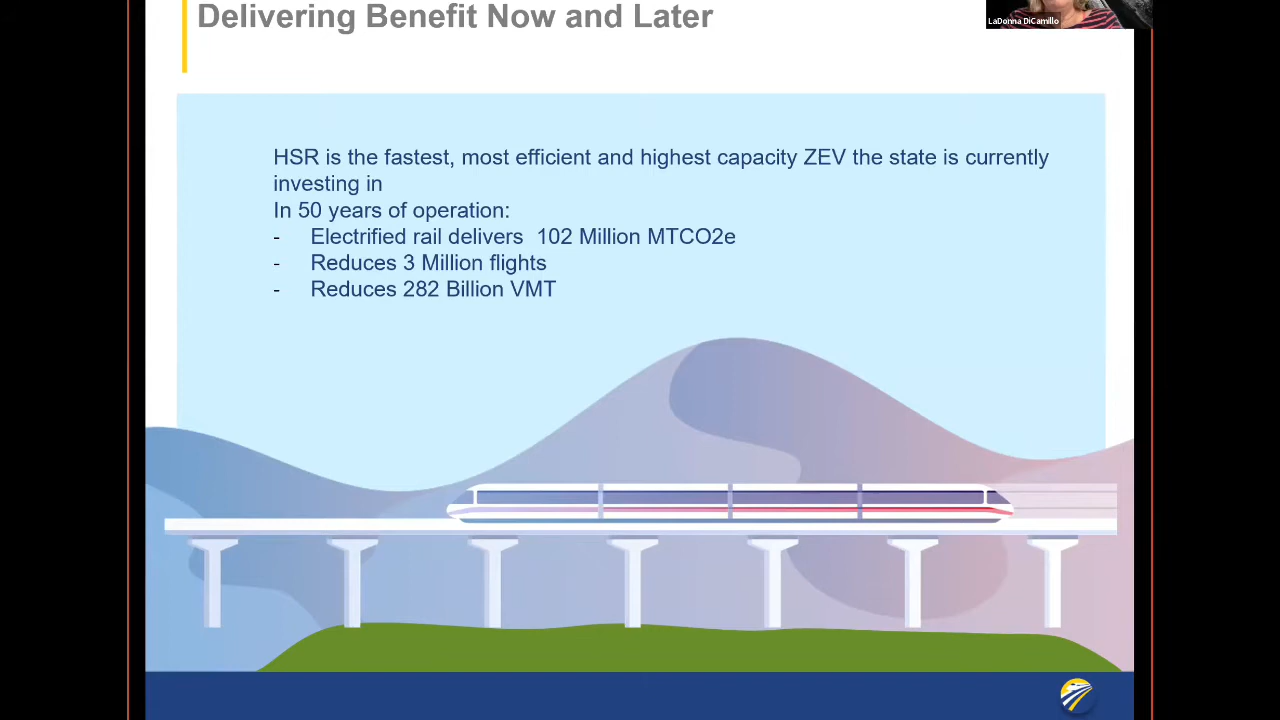 Delivering Benefit Now and Later
LaDonna DiCamillo
HSR is the fastest, most efficient and highest capacity ZEV the state is currently
investing in
In 50 years of operation:
- Electrified rail delivers  102 Million MTCO2e
- Reduces 3 Million flights
- Reduces 282 Billion VMT